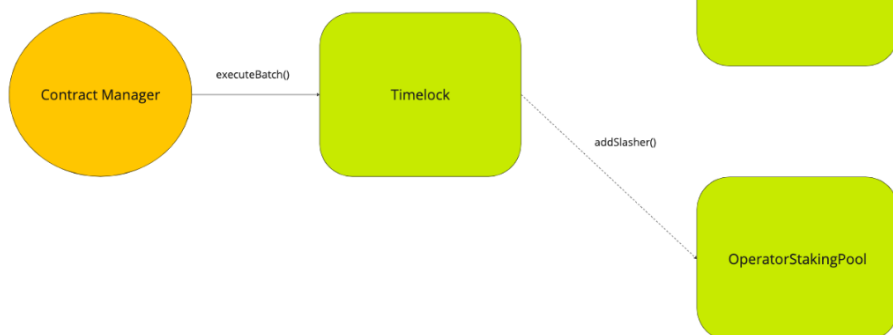 executeBatch()
Contract Manager
Timelock
addSlasher()
OperatorStakingPool